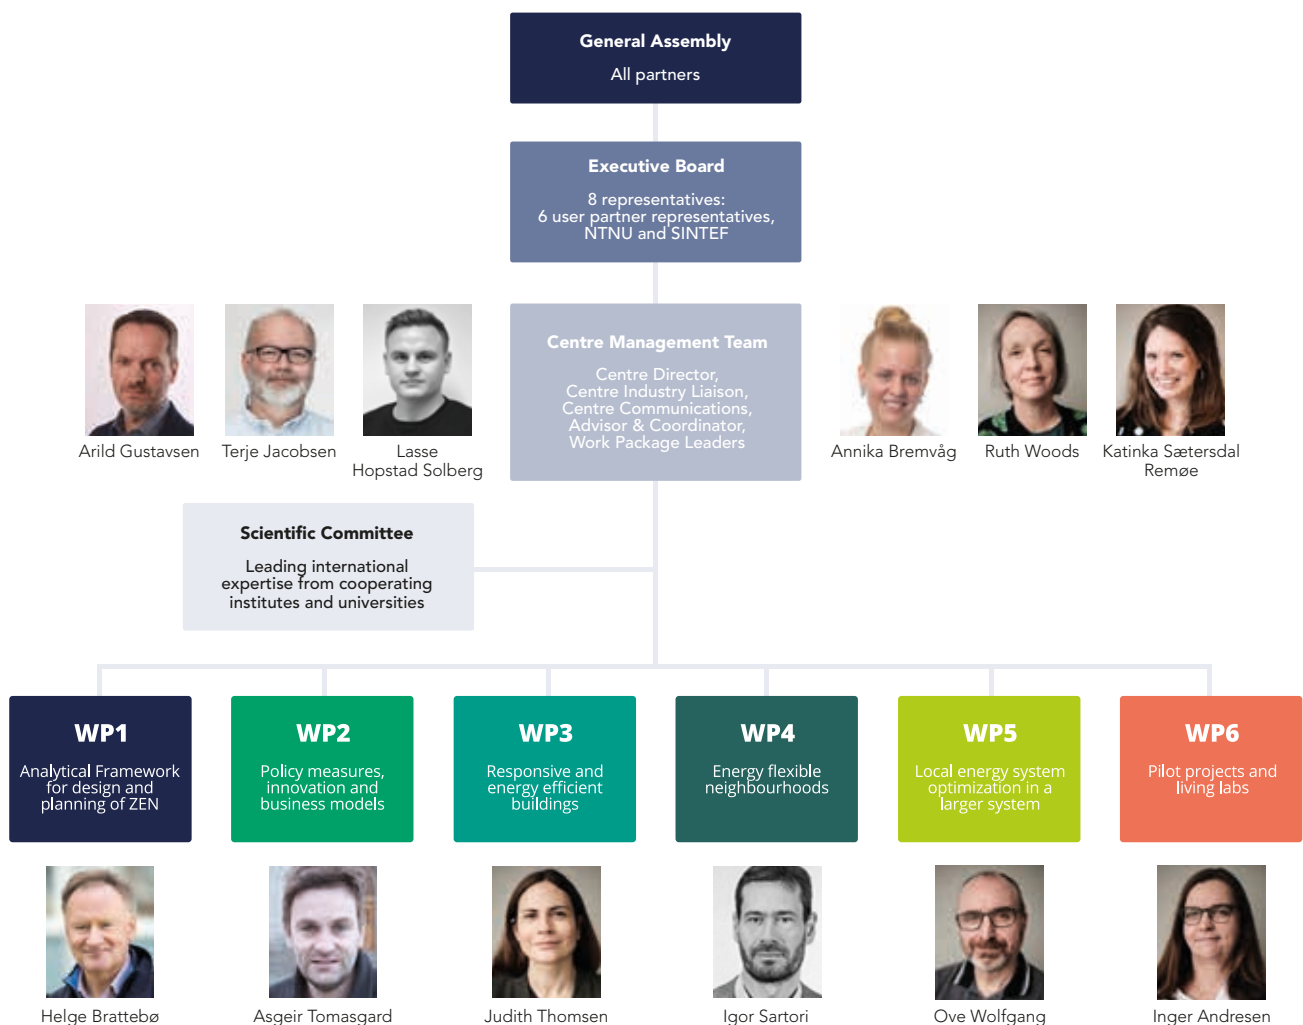 General Assembly
All partners
Executive Board
8 representatives:
6 user partner representatives,
NTNU and SINTEF
Centre Management Team
Centre Director,
Centre Industry Liaison,
Centre Communications,
Advisor & Coordinator,
Work Package Leaders
Arild Gustavsen
Terje Jacobsen
Lasse
Hopstad Solberg
Annika Bremvåg
Ruth Woods
Katinka Sætersdal
Remøe
Scientific Committee
Leading international
expertise from cooperating
institutes and universities
WP1
Analytical Framework
for design and
planning of ZEN
WP2
Policy measures,
innovation and
business models
WP3
Responsive and
energy efficient
buildings
WP4
Energy flexible
neighbourhoods
WP5
Local energy system
optimization in a
larger system
WP6
Pilot projects and
living labs
Helge Brattebø
Asgeir Tomasgard
Judith Thomsen
Igor Sartori
Ove Wolfgang
Inger Andresen